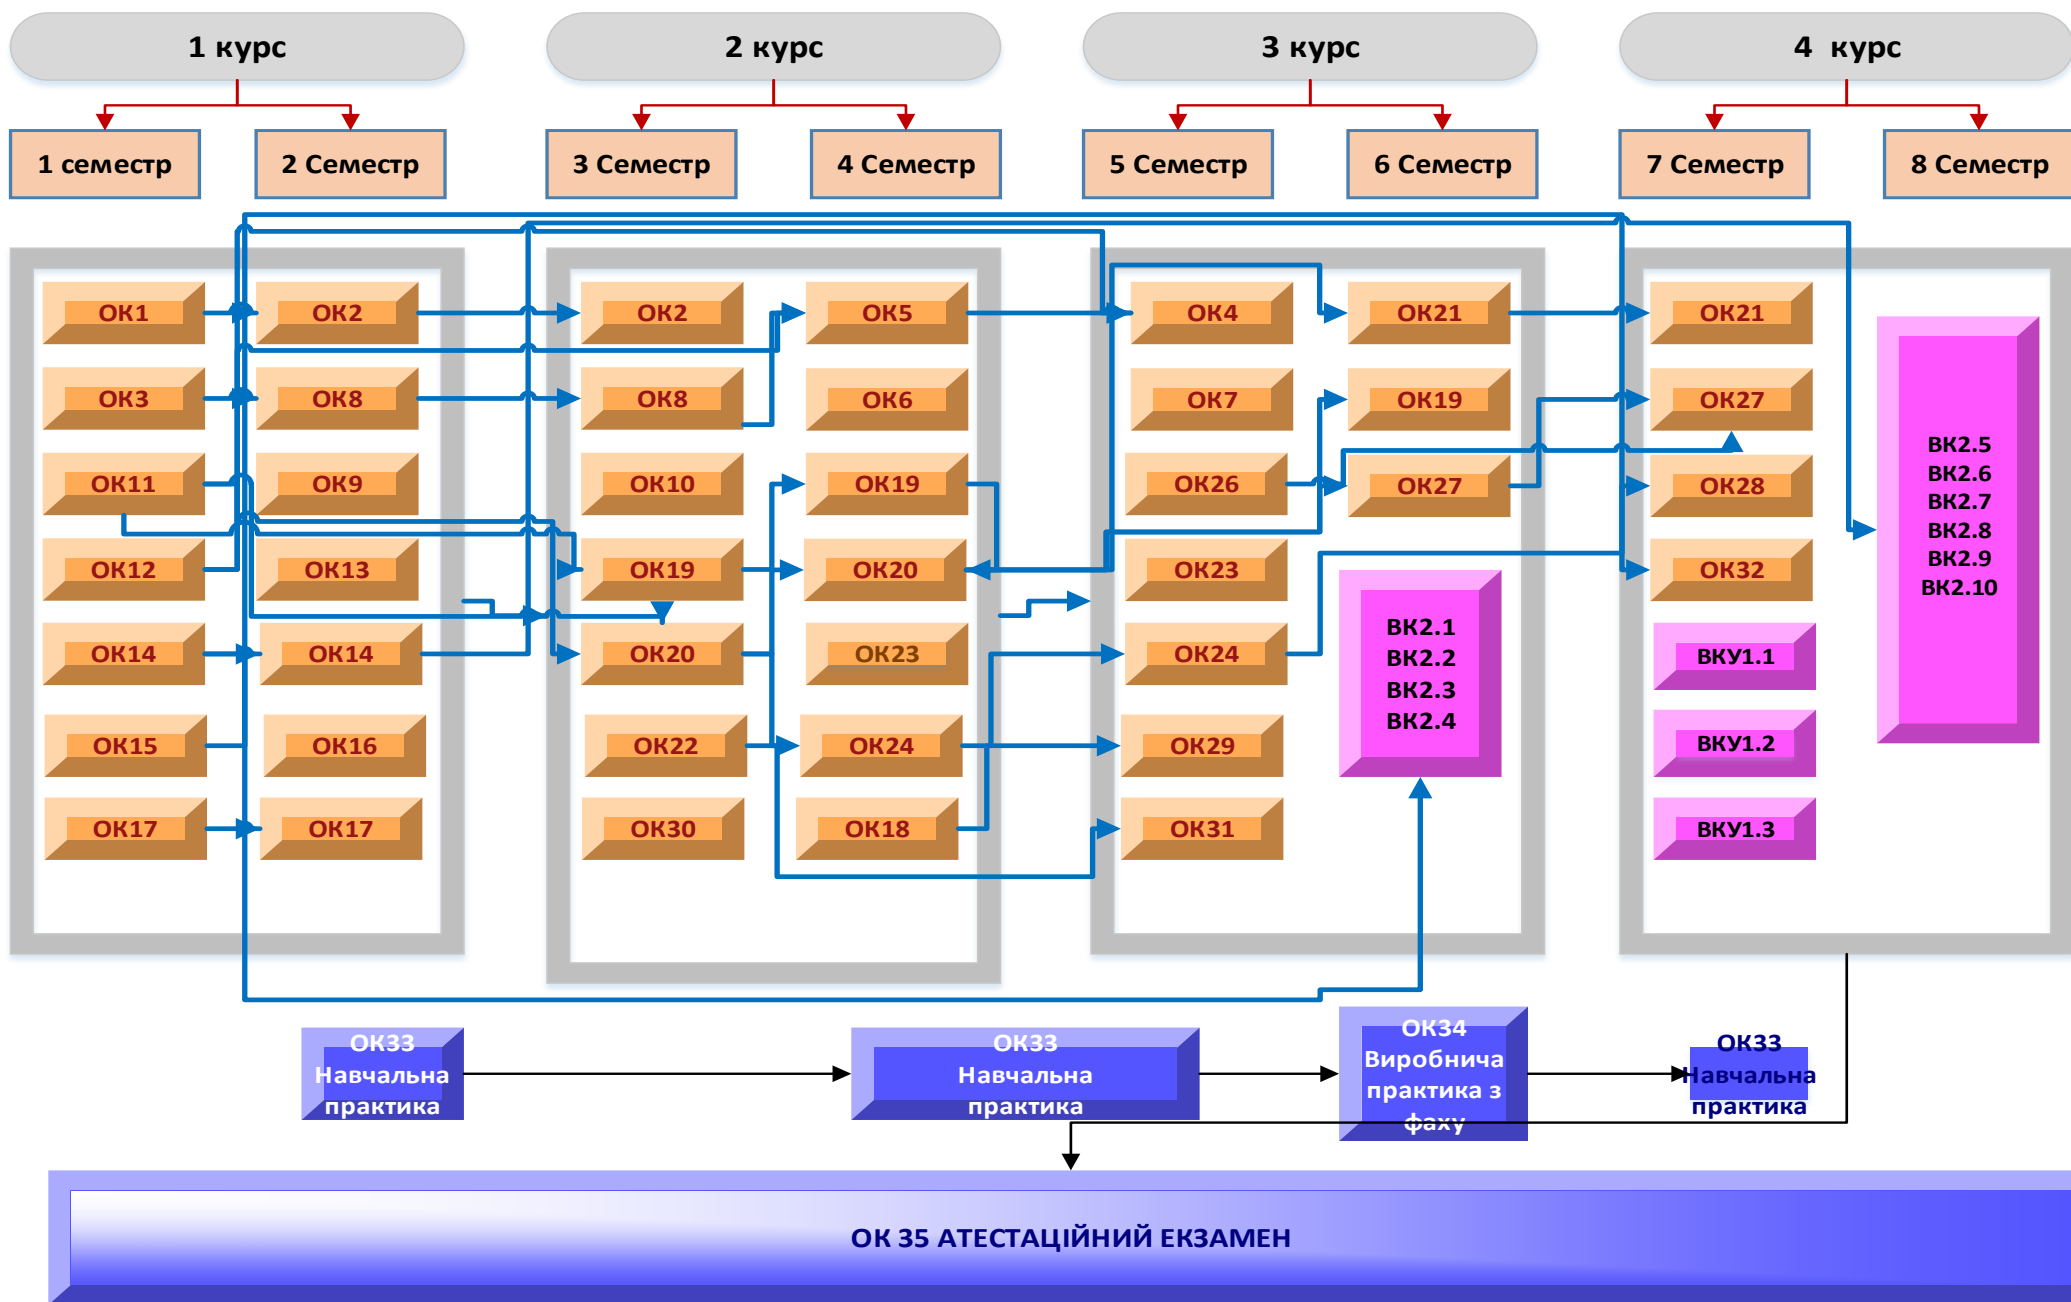 1 курс
2 курс
3 курс
4 курс
1 семестр
2 Семестр
3 Семестр
4 Семестр
5 Семестр
6 Семестр
7 Семестр
8 Семестр
ОК1
ОК2
ОК2
ОК5
ОК4
ОК21
ОК21
ОК3
ОК8
ОК8
ОК6
ОК7
ОК19
ОК27
ОК11
ОК9
ОК10
ОК19
ОК26
ОК27
ОК28
ОК12
ОК13
ОК19
ОК20
ОК23
ОК32
ОК14
ОК14
ОК20
ОК23
ОК24
ВКУ1.1
ОК15
ОК16
ОК22
ОК24
ОК29
ВКУ1.2
ОК17
ОК17
ОК30
ОК18
ОК31
ВКУ1.3
ВК2.1
ВК2.2
ВК2.3
ВК2.4
ВК2.5
ВК2.6
ВК2.7
ВК2.8
ВК2.9
ВК2.10
ОК33
Навчальна
практика
ОК33
Навчальна
практика
ОК34
Виробнича
практика з
фаху
ОК33
Навчальна
практика
ОК 35 АТЕСТАЦІЙНИЙ ЕКЗАМЕН